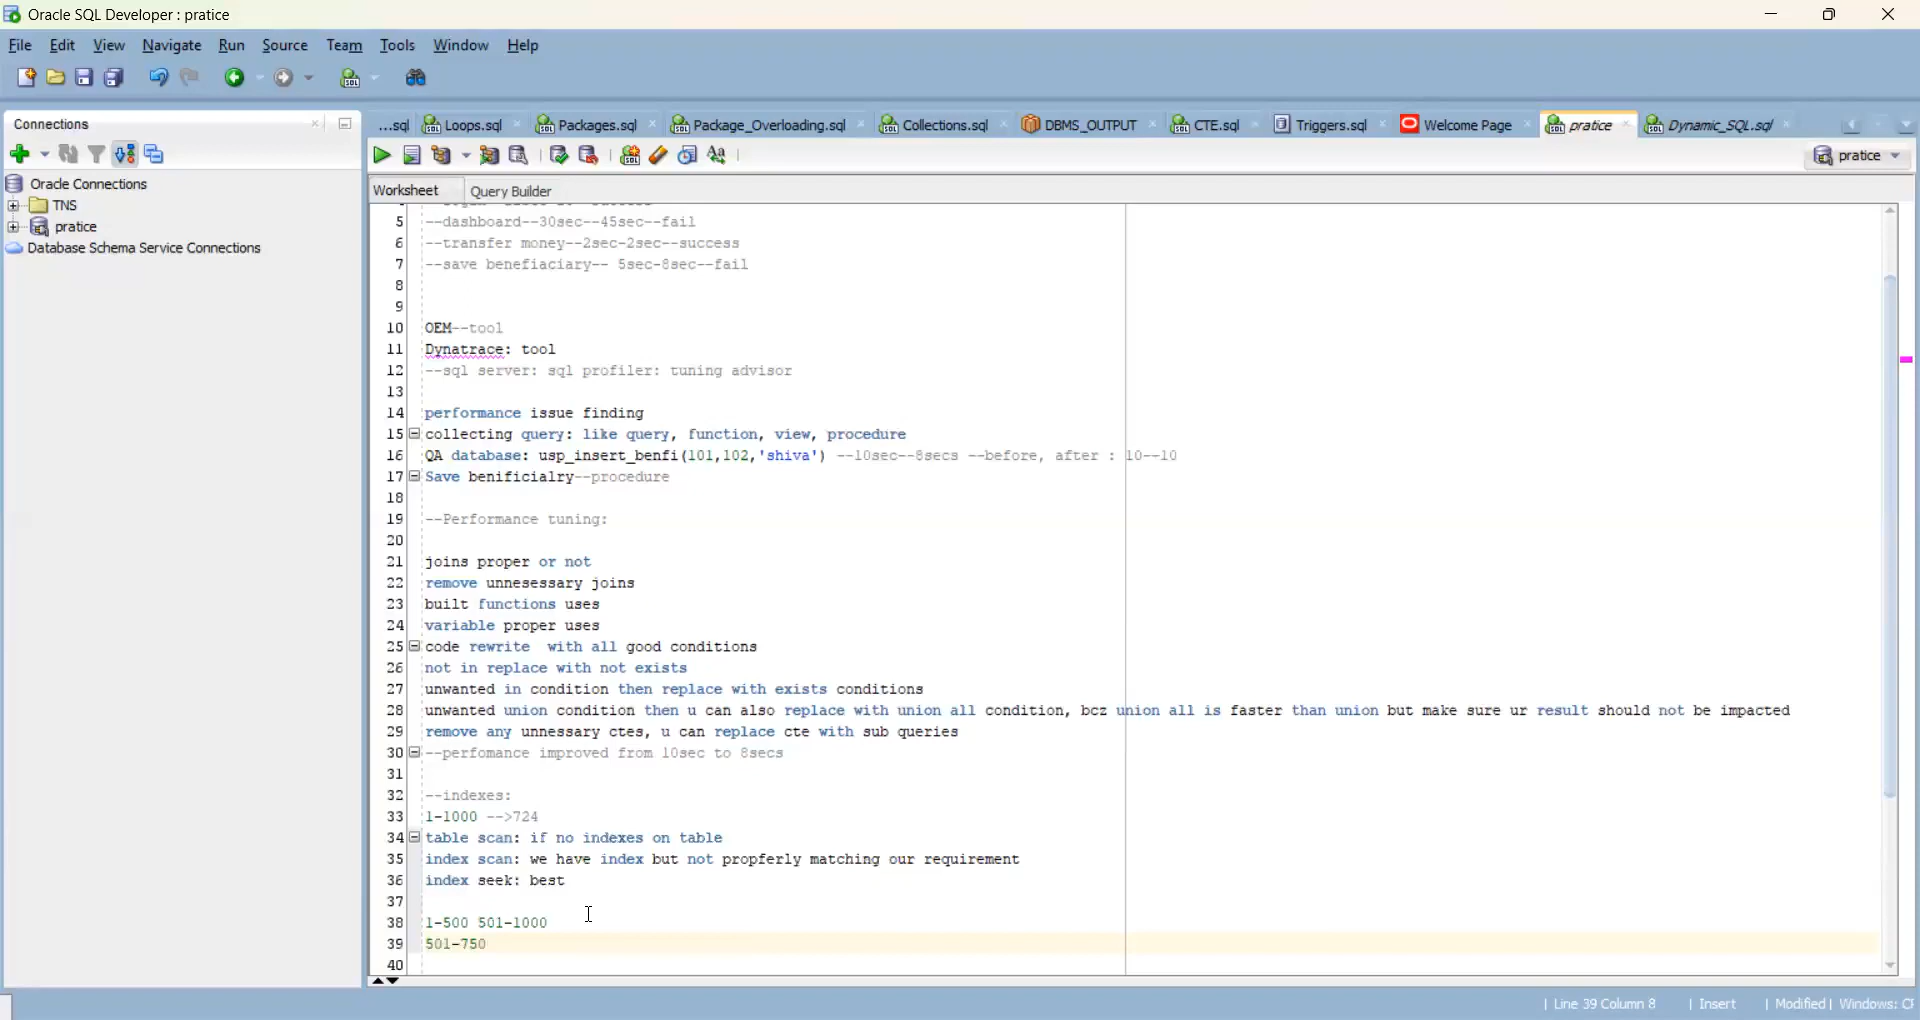 Oracle SQL Developer : pratice
File Edit View Navigate Run Source Team Tools Window Help
Connections
...sql Loops.sql Packages.sql Package_Overloading.sql Collections.sql DBMS_OUTPUT CTE.sql Triggers.sql Welcome Page pratice Dynamic_SQL.sql
pratice
Oracle Connections
TNS
pratice
Database Schema Service Connections
Worksheet Query Builder
5 --dashboard--30sec--45sec--fail
6 --transfer money--2sec-2sec--success
7 --save benefiaciary-- 5sec-8sec--fail
8
9
10 OEM--tool
11 Dynatrace: tool
12 --sql server: sql profiler: tuning advisor
13
14 performance issue finding
15 collecting query: like query, function, view, procedure
16 QA database: usp_insert_benfi(101,102,'shiva') --10sec--8secs --before, after : 10--10
17 Save benificialry--procedure
18
19 --Performance tuning:
20
21 joins proper or not
22 remove unnesessary joins
23 built functions uses
24 variable proper uses
25 code rewrite  with all good conditions
26 not in replace with not exists
27 unwanted in condition then replace with exists conditions
28 unwanted union condition then u can also replace with union all condition, bcz union all is faster than union but make sure ur result should not be impacted
29 remove any unnessary ctes, u can replace cte with sub queries
30 --perfomance improved from 10sec to 8secs
31
32 --indexes:
33 1-1000 -->724
34 table scan: if no indexes on table
35 index scan: we have index but not propferly matching our requirement
36 index seek: best
37
38 1-500 501-1000
39 501-750
40
Line 39 Column 8 | Insert | Modified | Windows: C